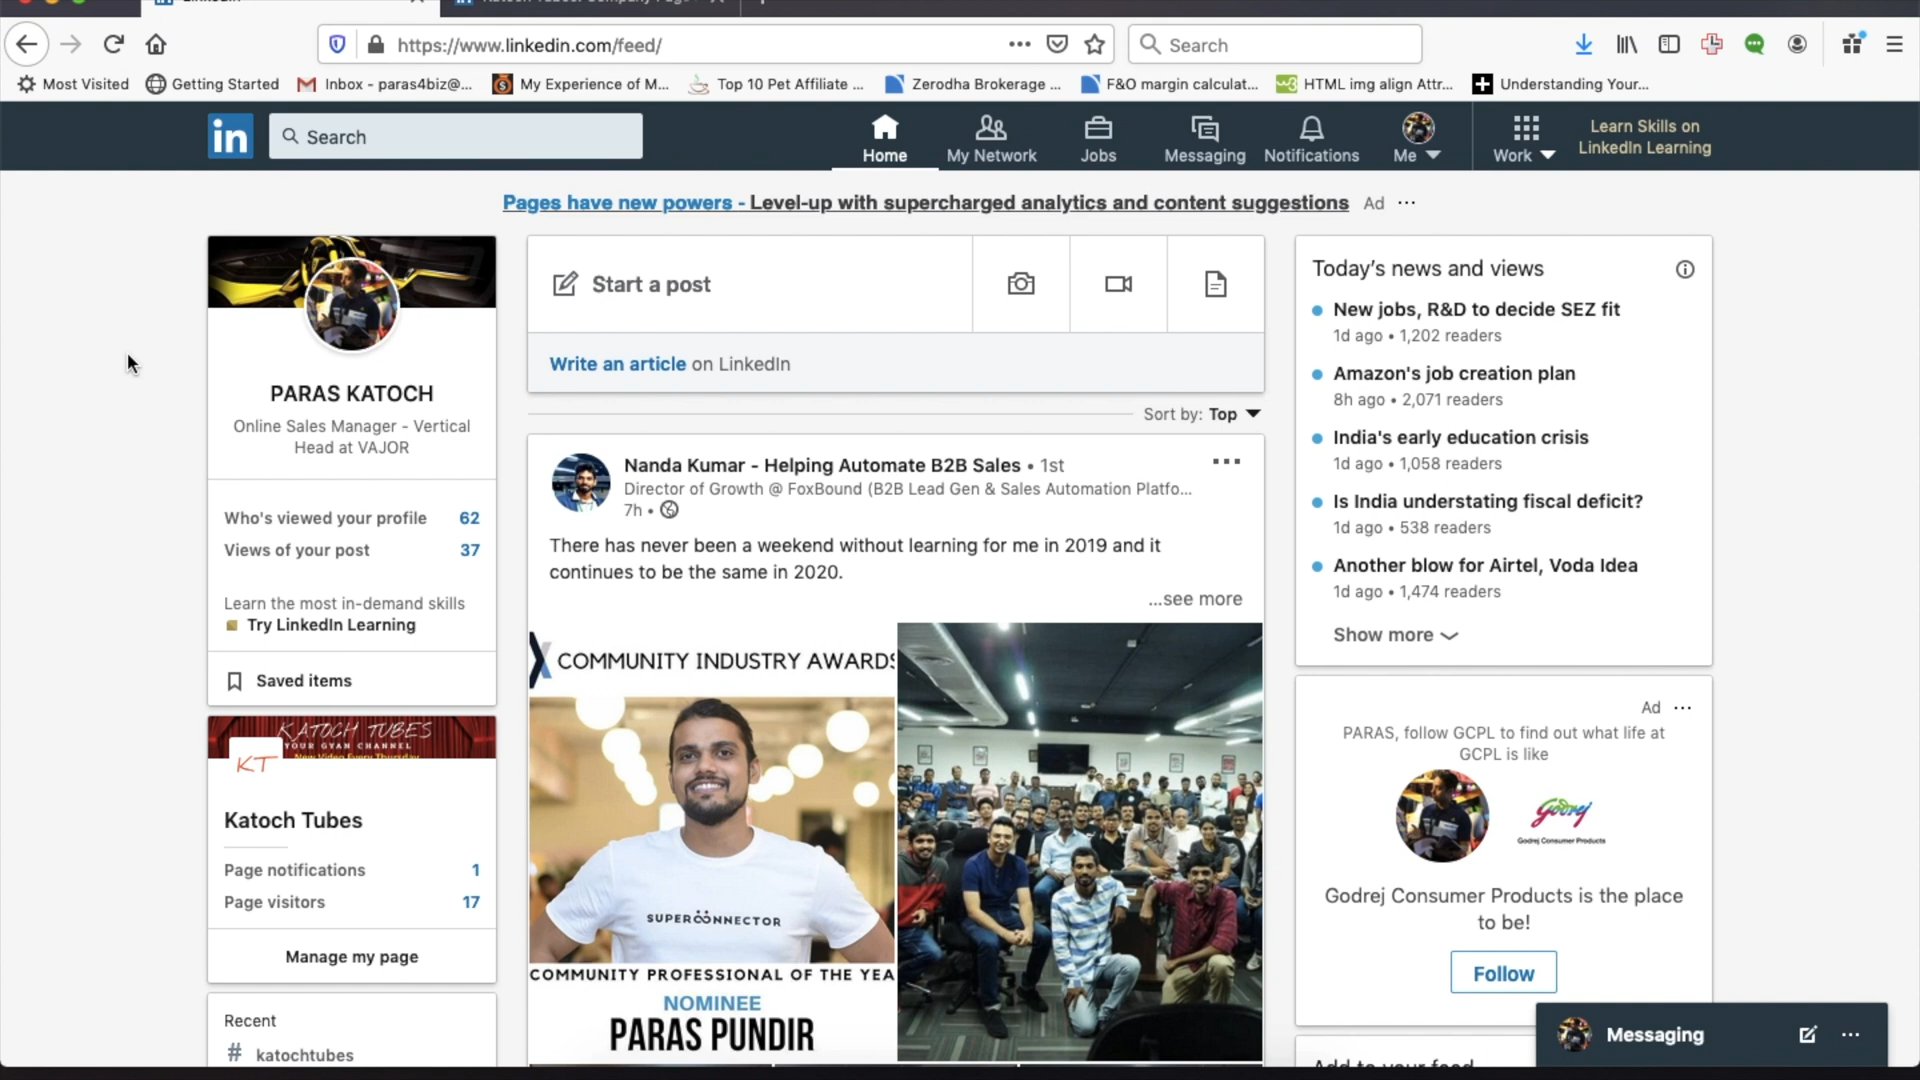 LinkedIn
https://www.linkedin.com/feed/
Search
Most Visited
Getting Started
Inbox - paras4biz@...
My Experience of M...
Top 10 Pet Affiliate ...
Zerodha Brokerage ...
F&O margin calculat...
HTML img align Attr...
Understanding Your...
in
Search
Home
My Network
Jobs
Messaging
Notifications
Me
Work
Learn Skills on
LinkedIn Learning
Pages have new powers - Level-up with supercharged analytics and content suggestions
Ad
PARAS KATOCH
Online Sales Manager - Vertical
Head at VAJOR
Who's viewed your profile 62
Views of your post 37
Learn the most in-demand skills
Try LinkedIn Learning
Saved items
KATOCH TUBES
YOUR GYAN CHANNEL
New Video Every Thursday
KT
Katoch Tubes
Page notifications 1
Page visitors 17
Manage my page
Recent
# katochtubes
Start a post
Write an article on LinkedIn
Sort by: Top
Nanda Kumar - Helping Automate B2B Sales • 1st
Director of Growth @ FoxBound (B2B Lead Gen & Sales Automation Platfo...
7h •
There has never been a weekend without learning for me in 2019 and it
continues to be the same in 2020.
...see more
COMMUNITY INDUSTRY AWARDS
SUPERCONNECTOR
COMMUNITY PROFESSIONAL OF THE YEA
NOMINEE
PARAS PUNDIR
Today's news and views
New jobs, R&D to decide SEZ fit
1d ago • 1,202 readers
Amazon's job creation plan
8h ago • 2,071 readers
India's early education crisis
1d ago • 1,058 readers
Is India understating fiscal deficit?
1d ago • 538 readers
Another blow for Airtel, Voda Idea
1d ago • 1,474 readers
Show more
Ad
PARAS, follow GCPL to find out what life at
GCPL is like
Godrej
Godrej Consumer Products
Godrej Consumer Products is the place
to be!
Follow
Add to your feed
Messaging